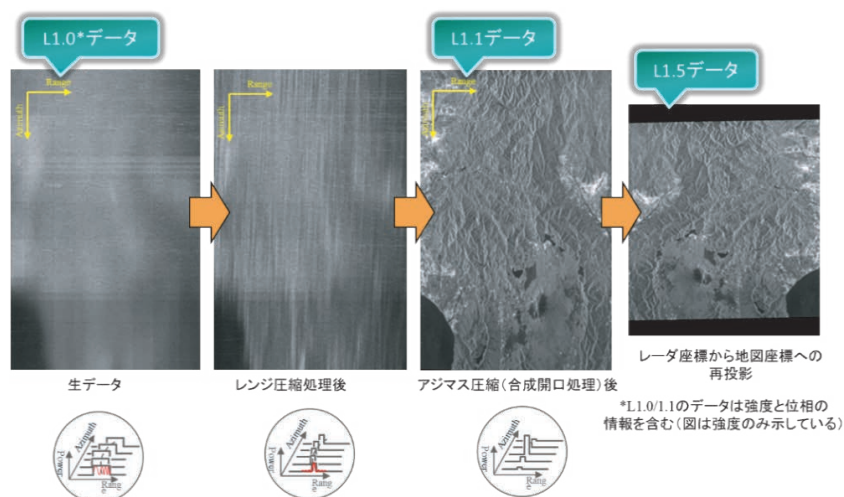 L1.0*データ
L1.1データ
L1.5データ
Range
Azimuth
Range
Azimuth
Range
Azimuth
生データ
レンジ圧縮処理後
アジマス圧縮(合成開口処理)後
レーダ座標から地図座標への
再投影
*L1.0/1.1のデータは強度と位相の
情報を含む(図は強度のみ示している)
Azimuth
Power
Rang
e
Azimuth
Power
Rang
e
Azimuth
Power
Rang
e